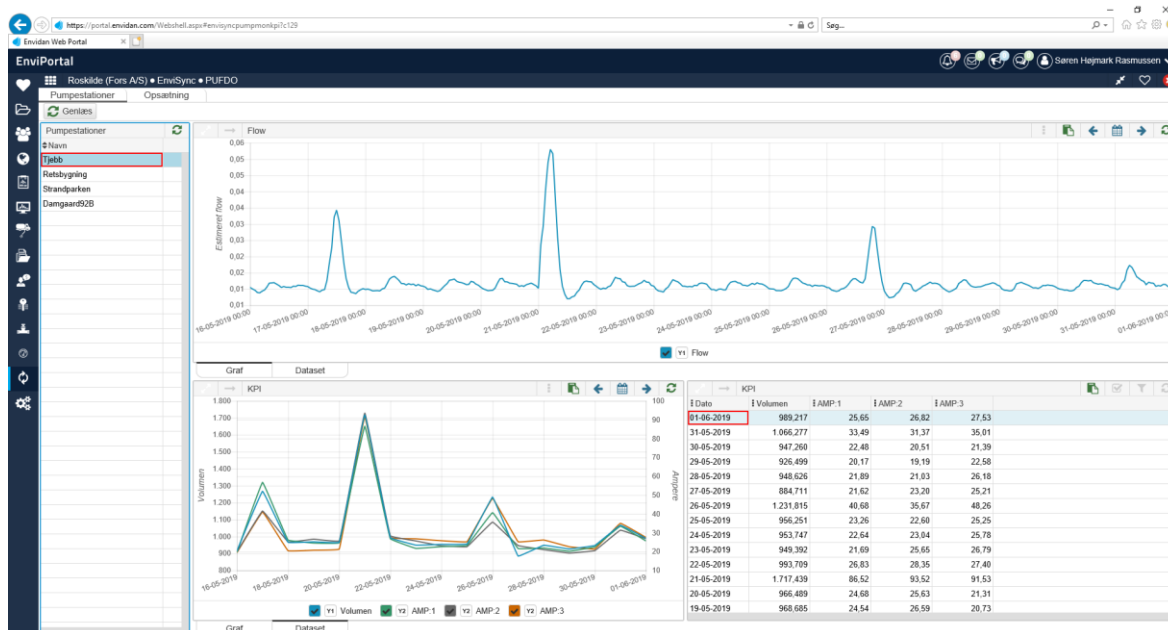 https://portal.envidan.com/Webshell.aspx#envisyncpumpmonkpi?c129
Søg...
Envidan Web Portal
EnviPortal
Søren Højmark Rasmussen
Roskilde (Fors A/S) ● EnviSync ● PUFDO
Pumpestationer Opsætning
Genlæs
Pumpestationer
Navn
Tjebb
Retsbygning
Strandparken
Damgaard92B
Flow
0,06
0,05
0,05
0,04
0,04
0,03
0,03
0,02
0,02
0,01
0,01
Estimeret flow
16-05-2019 00:00 17-05-2019 00:00 18-05-2019 00:00 19-05-2019 00:00 20-05-2019 00:00 21-05-2019 00:00 22-05-2019 00:00 23-05-2019 00:00 24-05-2019 00:00 25-05-2019 00:00 26-05-2019 00:00 27-05-2019 00:00 28-05-2019 00:00 29-05-2019 00:00 30-05-2019 00:00 31-05-2019 00:00 01-06-2019 00:0
Y1 Flow
Graf Dataset
KPI
1.800
1.700
1.600
1.500
1.400
1.300
1.200
1.100
1.000
900
800
Volumen
100
90
80
70
60
50
40
30
20
10
Ampere
16-05-2019 18-05-2019 20-05-2019 22-05-2019 24-05-2019 26-05-2019 28-05-2019 30-05-2019 01-06-2019
Y1 Volumen Y2 AMP:1 Y2 AMP:2 Y2 AMP:3
Graf Dataset
KPI
Dato Volumen AMP:1 AMP:2 AMP:3
01-06-2019 989,217 25,65 26,82 27,53
31-05-2019 1.066,277 33,49 31,37 35,01
30-05-2019 947,260 22,48 20,51 21,39
29-05-2019 926,499 20,17 19,19 22,58
28-05-2019 948,626 21,89 21,03 26,18
27-05-2019 884,711 21,62 23,20 25,21
26-05-2019 1.231,815 40,68 35,67 48,26
25-05-2019 956,251 23,26 22,60 25,25
24-05-2019 953,747 22,64 23,04 25,78
23-05-2019 949,392 21,69 25,65 26,79
22-05-2019 993,709 26,83 28,35 27,40
21-05-2019 1.717,439 86,52 93,52 91,53
20-05-2019 966,489 24,68 25,63 21,31
19-05-2019 968,685 24,54 26,59 20,73